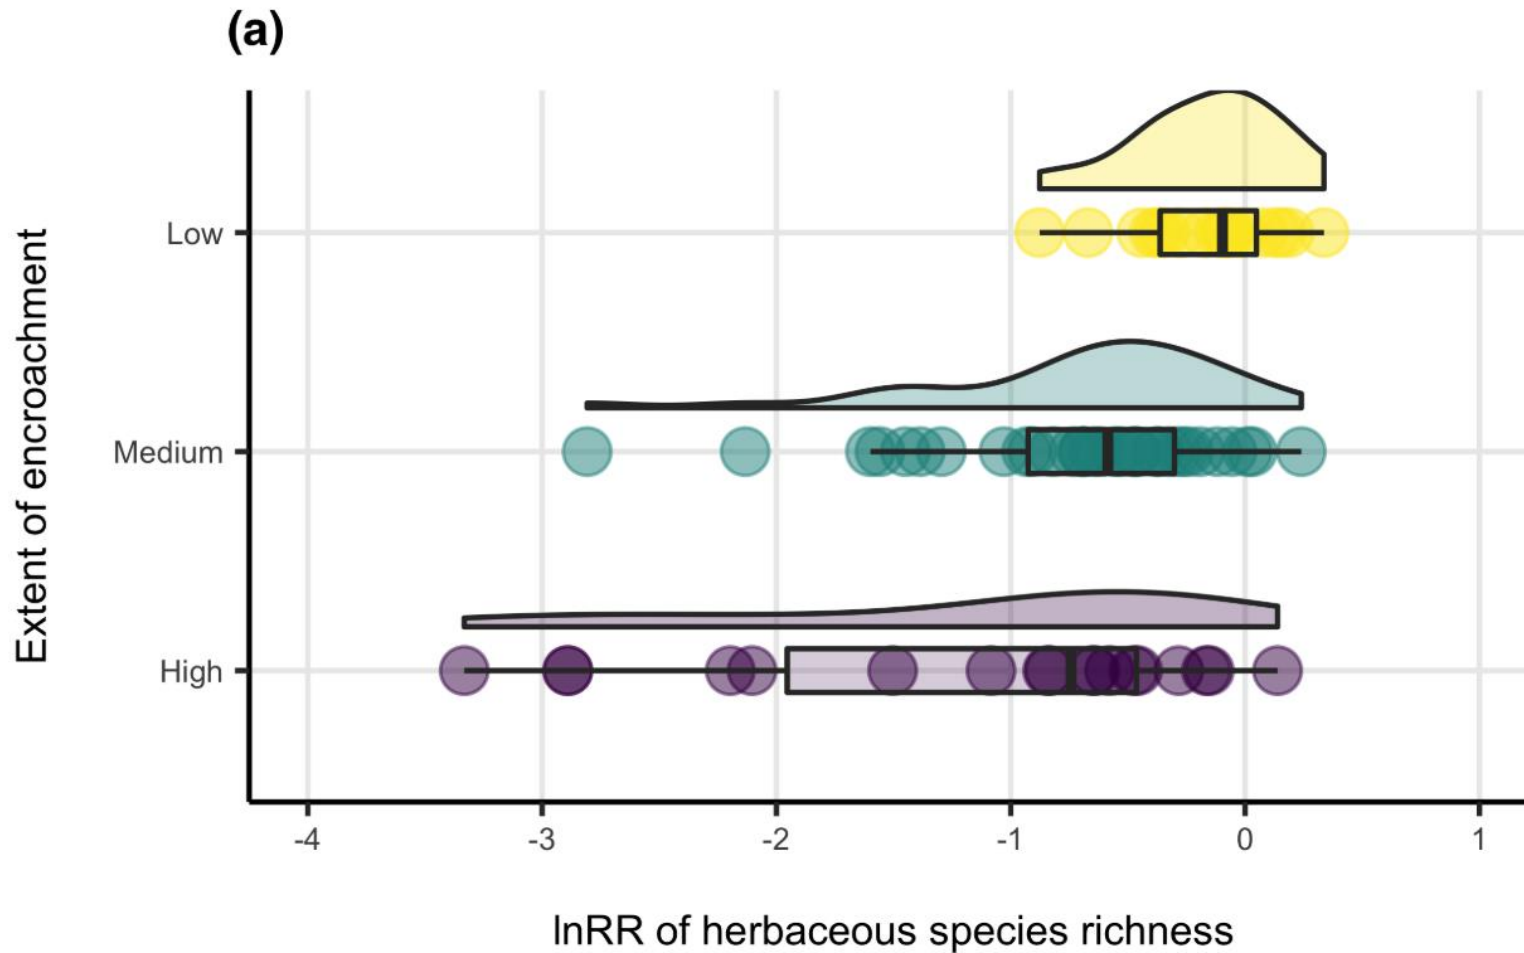 (a)
Extent of encroachment
Low
Medium
High
-4 -3 -2 -1 0 1
lnRR of herbaceous species richness